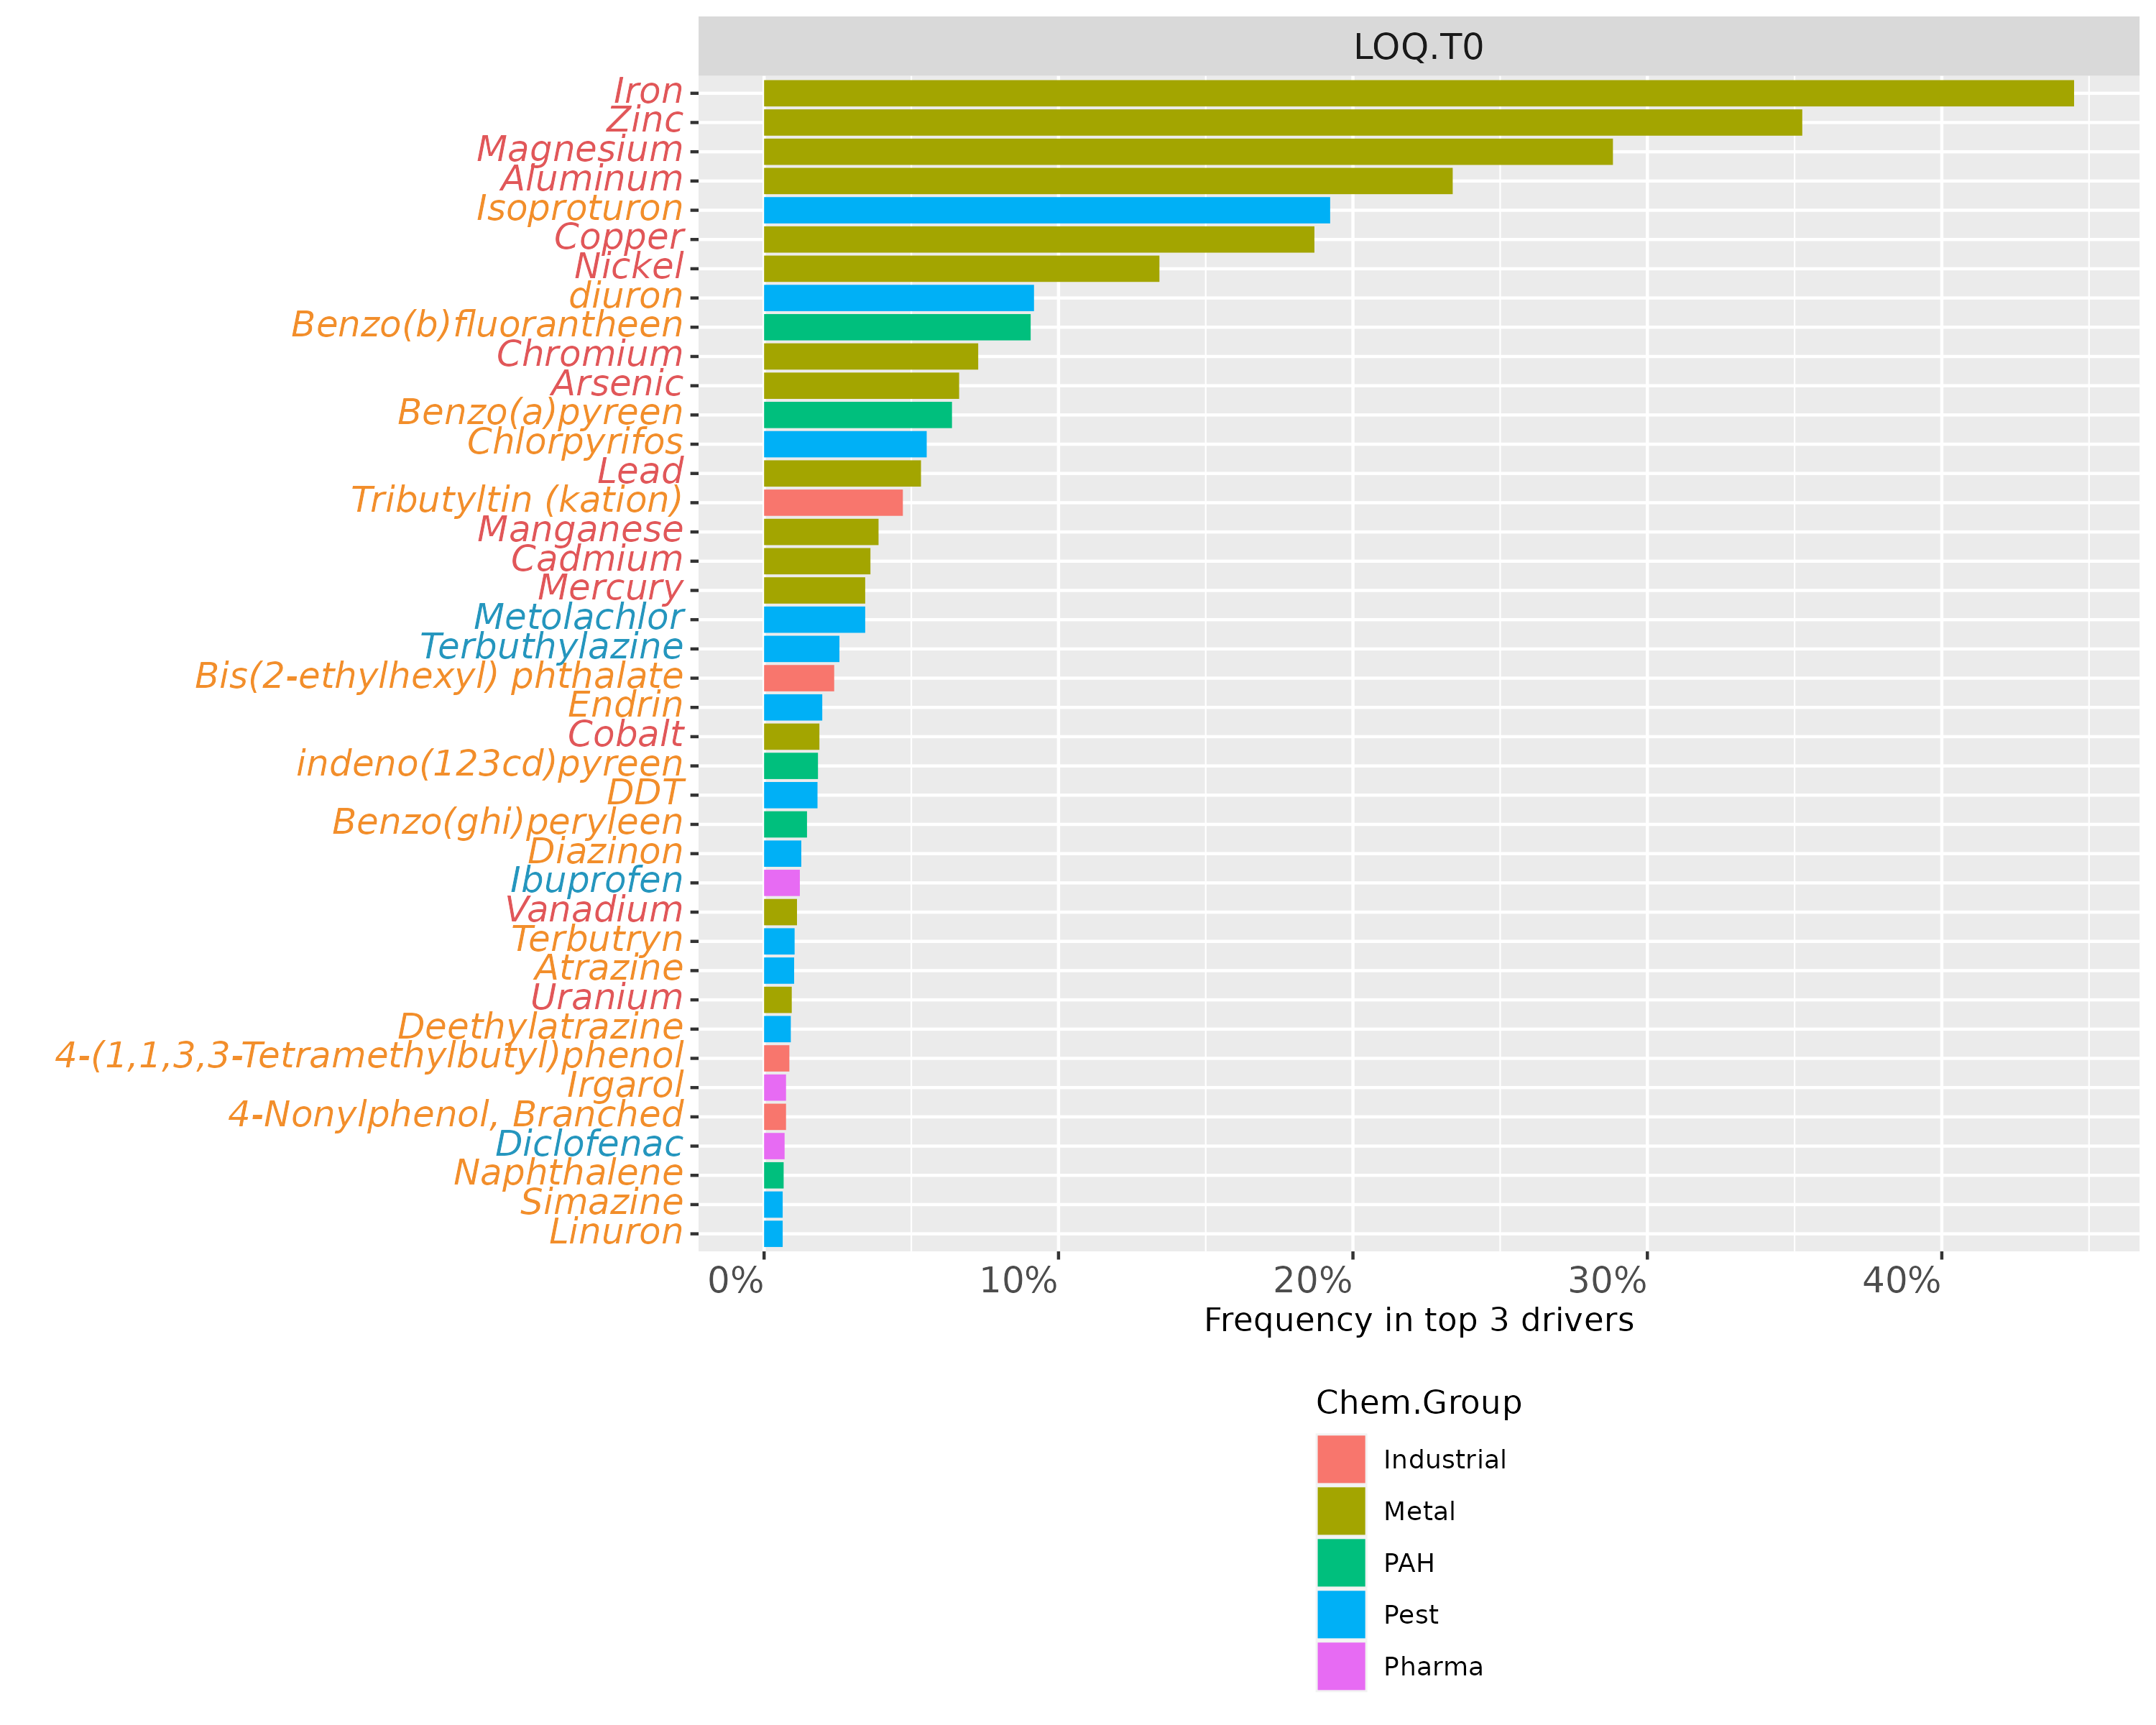 LOQ.T0
Iron
Zinc
Magnesium
Aluminum
Isoproturon
Copper
Nickel
diuron
Benzo(b)fluorantheen
Chromium
Arsenic
Benzo(a)pyreen
Chlorpyrifos
Lead
Tributyltin (kation)
Manganese
Cadmium
Mercury
Metolachlor
Terbuthylazine
Bis(2-ethylhexyl) phthalate
Endrin
Cobalt
indeno(123cd)pyreen
DDT
Benzo(ghi)peryleen
Diazinon
Ibuprofen
Vanadium
Terbutryn
Atrazine
Uranium
Deethylatrazine
4-(1,1,3,3-Tetramethylbutyl)phenol
Irgarol
4-Nonylphenol, Branched
Diclofenac
Naphthalene
Simazine
Linuron
0% 10% 20% 30% 40%
Frequency in top 3 drivers
Chem.Group
Industrial
Metal
PAH
Pest
Pharma